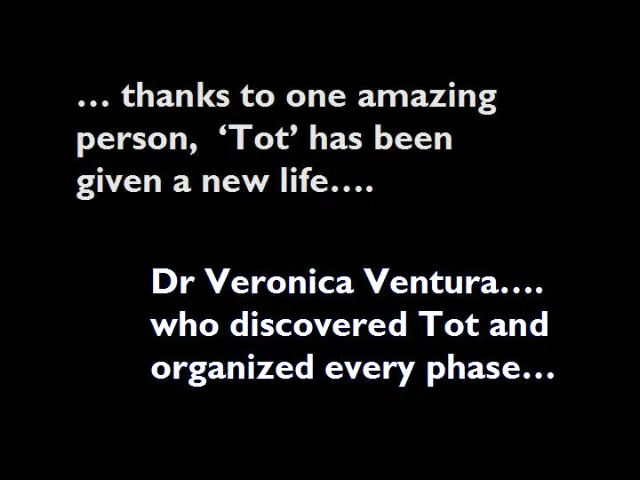 … thanks to one amazing
person,  ‘Tot’ has been
given a new life….
Dr Veronica Ventura….
who discovered Tot and
organized every phase…